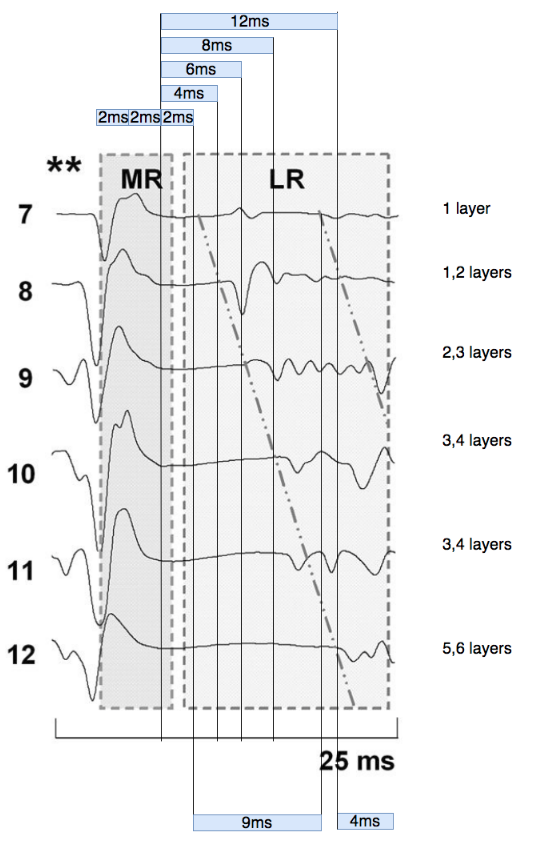 12ms
8ms
6ms
4ms
2ms 2ms 2ms
**
MR LR
7 1 layer
8 1,2 layers
9 2,3 layers
10 3,4 layers
11 3,4 layers
12 5,6 layers
25 ms
9ms 4ms